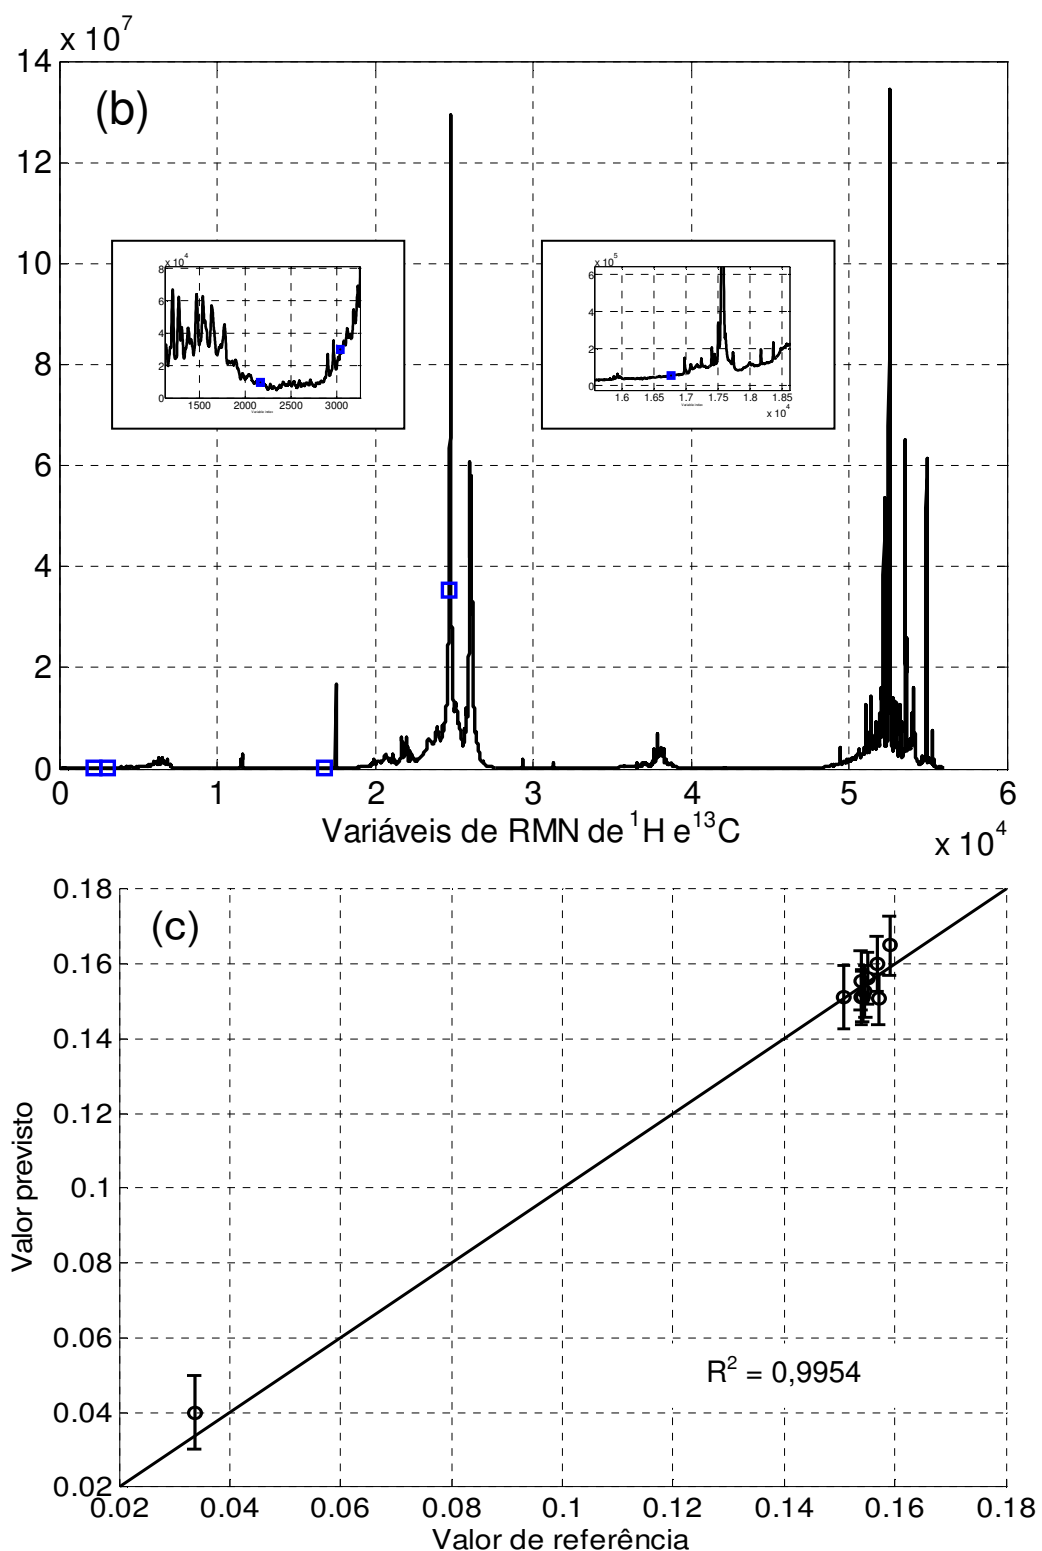 x 10^7
14
(b)
12
10
8
6
4
2
0
x 10^4
8
6
4
2
0
1500 2000 2500 3000
Variable Index
x 10^5
6
4
2
0
1.6 1.65 1.7 1.75 1.8 1.85
Variable Index
x 10^4
0 1 2 3 4 5 6
Variáveis de RMN de ^1H e^13C
x 10^4
0.18
(c)
0.16
0.14
0.12
0.1
0.08
0.06
0.04
0.02
Valor previsto
R^2 = 0,9954
0.02 0.04 0.06 0.08 0.1 0.12 0.14 0.16 0.18
Valor de referência